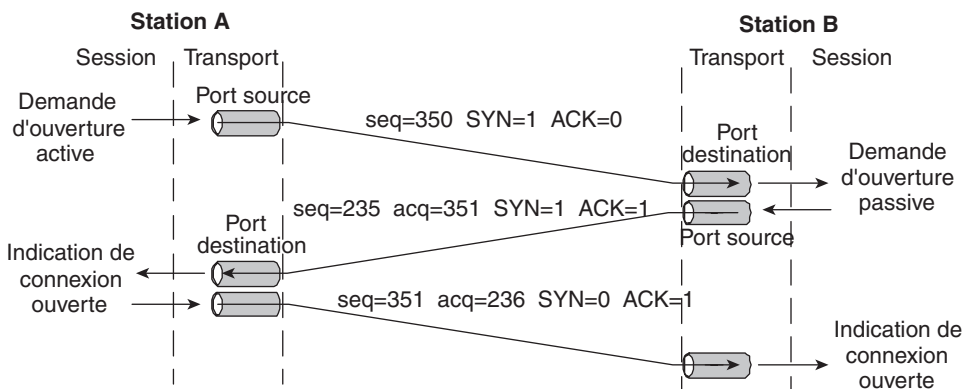 Station A
Station B
Session
Transport
Transport
Session
Demande
d'ouverture
active
Port source
seq=350 SYN=1 ACK=0
Port
destination
Demande
d'ouverture
passive
seq=235 acq=351 SYN=1 ACK=1
Port source
Port
destination
Indication de
connexion
ouverte
seq=351 acq=236 SYN=0 ACK=1
Indication de
connexion
ouverte